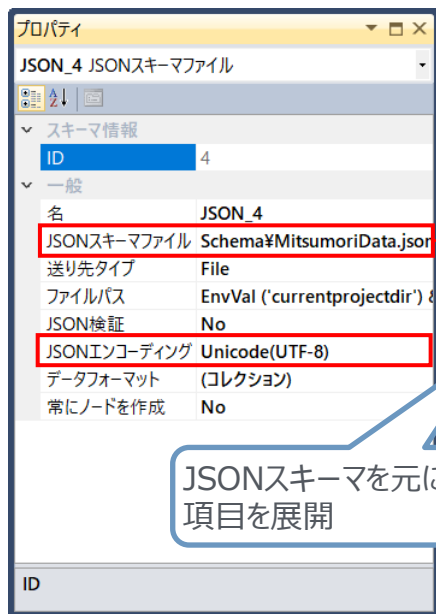 プロパティ
JSON_4 JSONスキーマファイル
スキーマ情報
ID 4
一般
名 JSON_4
JSONスキーマファイル Schema¥MitsumoriData.json
送り先タイプ File
ファイルパス EnvVal ('currentprojectdir') &
JSON検証 No
JSONエンコーディング Unicode(UTF-8)
データフォーマット (コレクション)
常にノードを作成 No
JSONスキーマを元に
項目を展開
ID